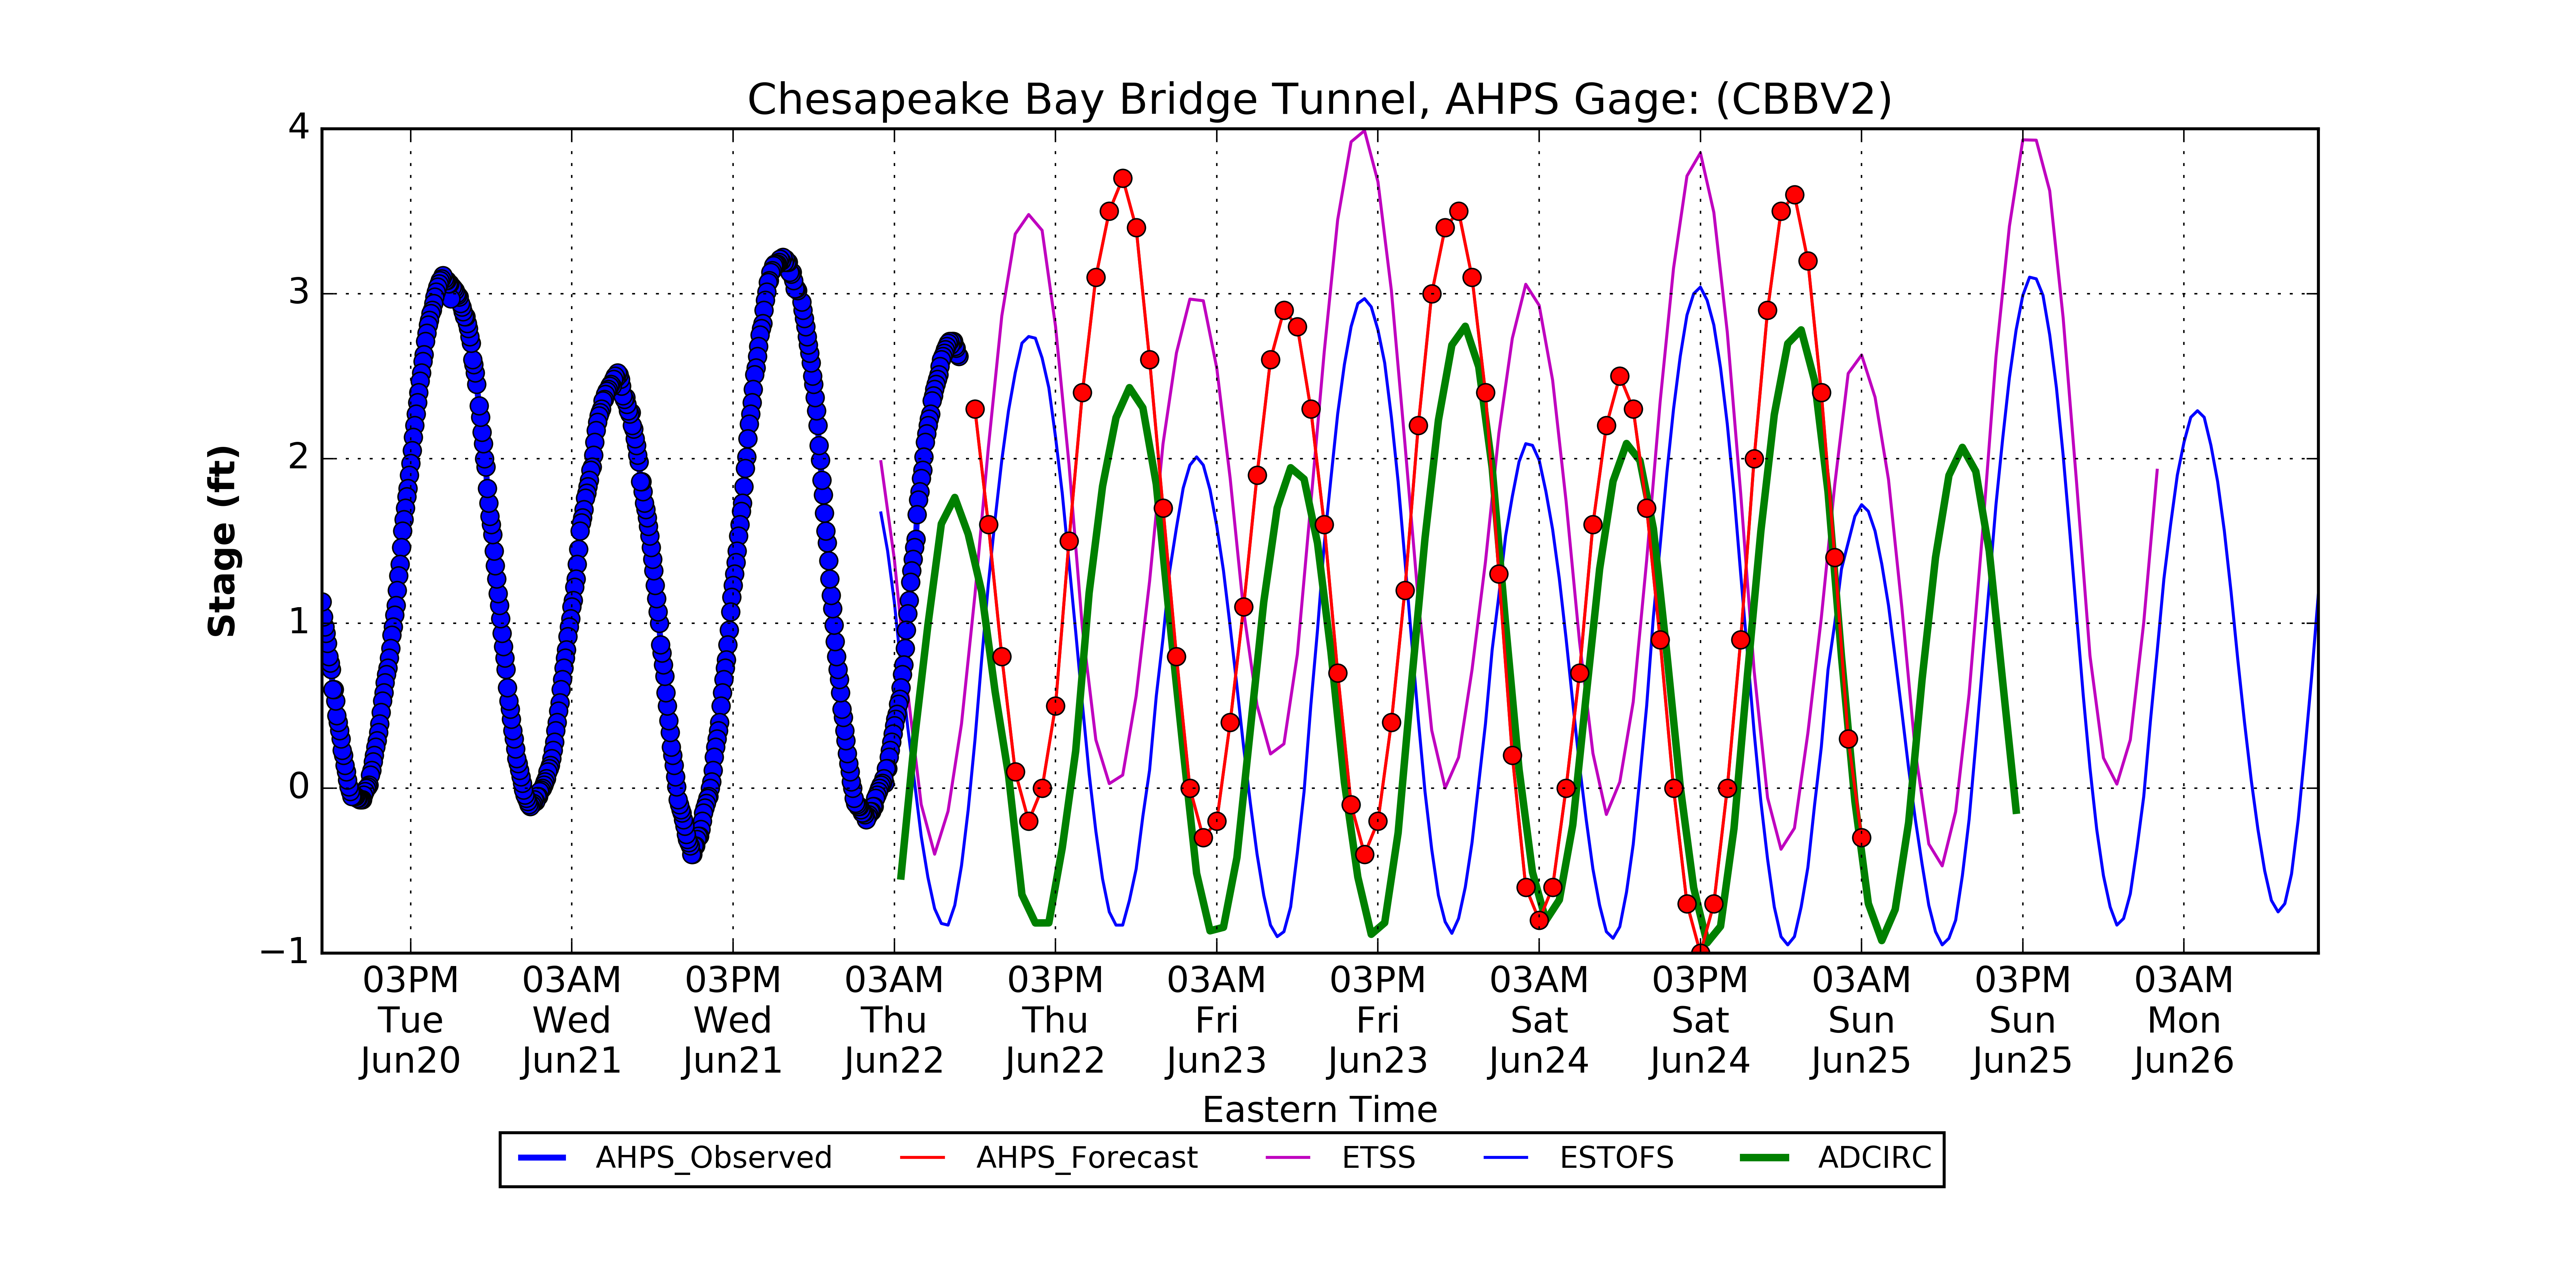 Chesapeake Bay Bridge Tunnel, AHPS Gage: (CBBV2)
4
3
2
1
0
−1
Stage (ft)
03PM 03AM 03PM 03AM 03PM 03AM 03PM 03AM 03PM 03AM 03PM 03AM
Tue Wed Wed Thu Thu Fri Fri Sat Sat Sun Sun Mon
Jun20 Jun21 Jun21 Jun22 Jun22 Jun23 Jun23 Jun24 Jun24 Jun25 Jun25 Jun26
Eastern Time
AHPS_Observed AHPS_Forecast ETSS ESTOFS ADCIRC